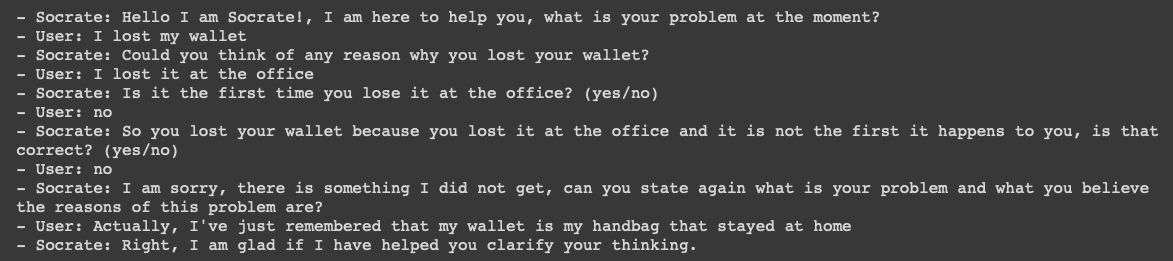 – Socrate: Hello I am Socrate!, I am here to help you, what is your problem at the moment?
– User: I lost my wallet
– Socrate: Could you think of any reason why you lost your wallet?
– User: I lost it at the office
– Socrate: Is it the first time you lose it at the office? (yes/no)
– User: no
– Socrate: So you lost your wallet because you lost it at the office and it is not the first it happens to you, is that
correct? (yes/no)
– User: no
– Socrate: I am sorry, there is something I did not get, can you state again what is your problem and what you believe
the reasons of this problem are?
– User: Actually, I've just remembered that my wallet is my handbag that stayed at home
– Socrate: Right, I am glad if I have helped you clarify your thinking.